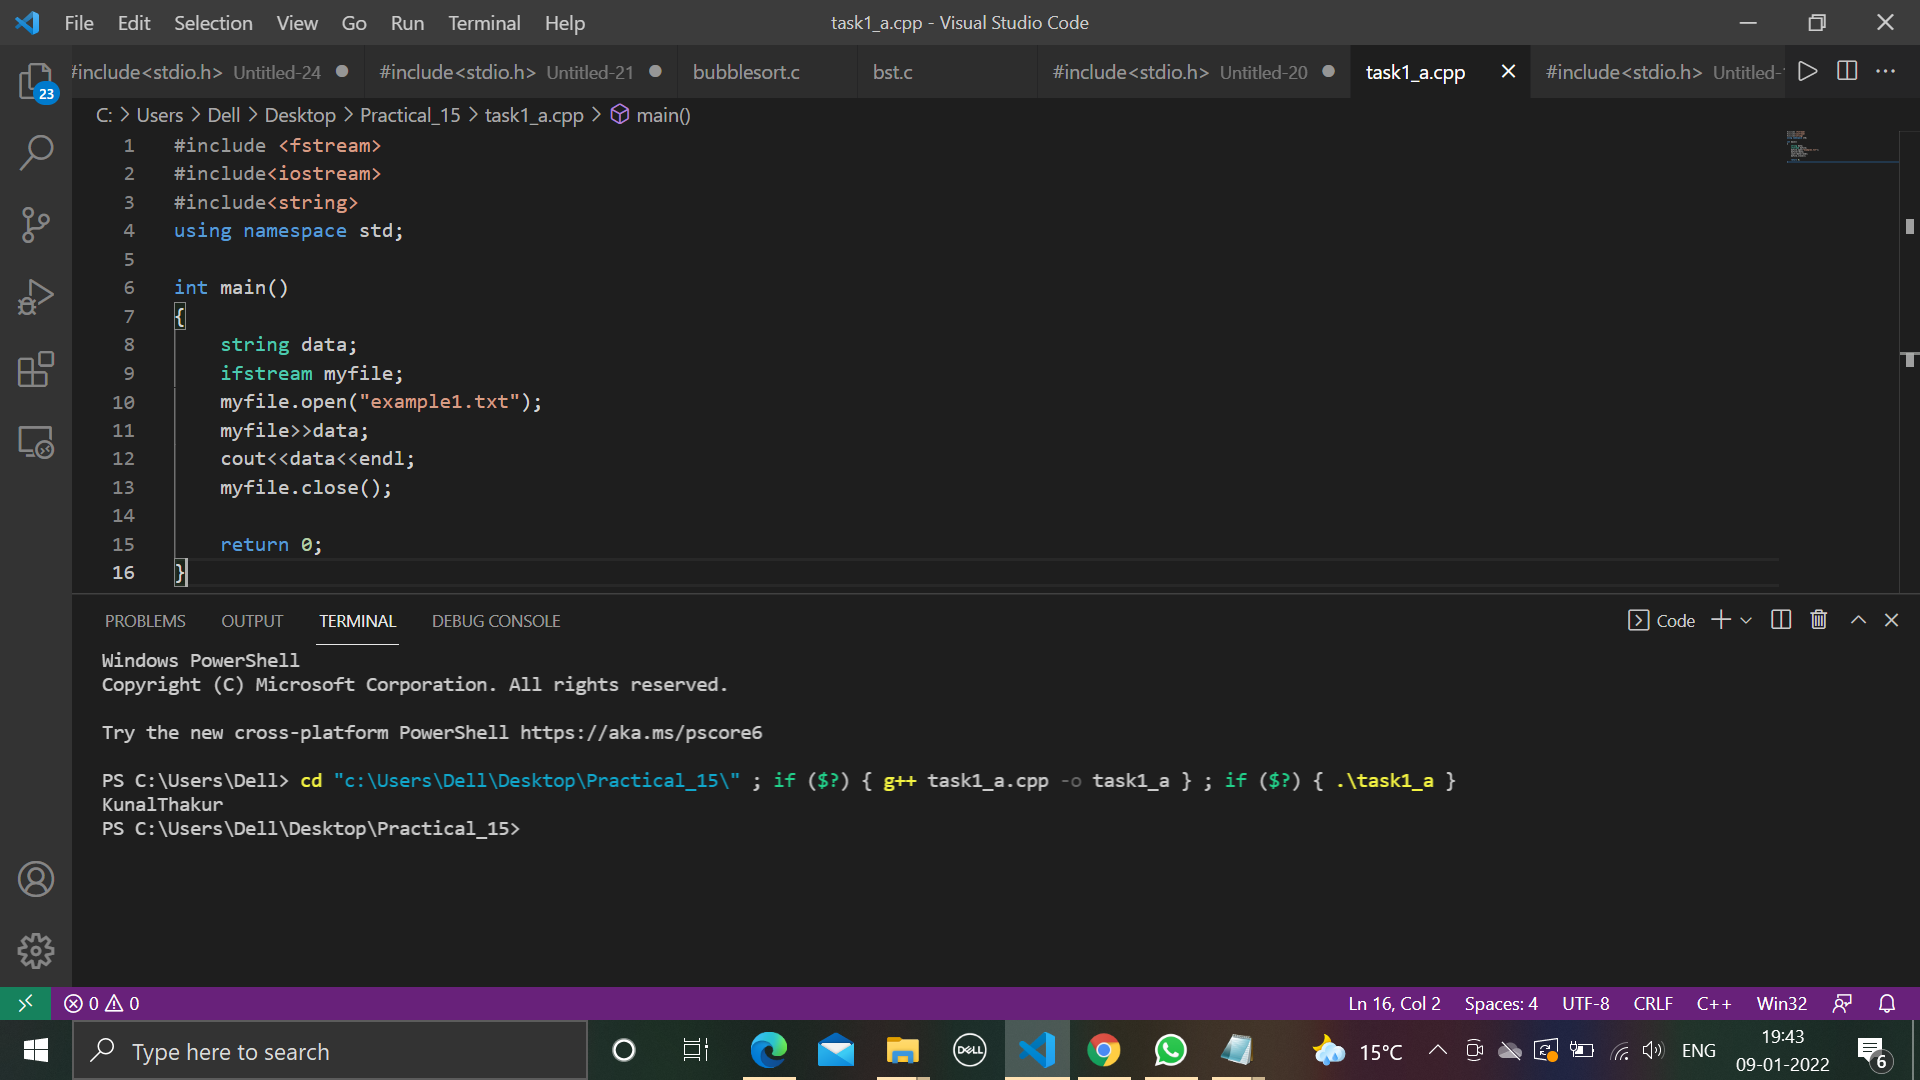 File Edit Selection View Go Run Terminal Help
task1_a.cpp - Visual Studio Code
#include<stdio.h> Untitled-24
#include<stdio.h> Untitled-21
bubblesort.c
bst.c
#include<stdio.h> Untitled-20
task1_a.cpp
#include<stdio.h> Untitled-
23
C: > Users > Dell > Desktop > Practical_15 > task1_a.cpp > main()
1 #include <fstream>
2 #include<iostream>
3 #include<string>
4 using namespace std;
5
6 int main()
7 {
8 string data;
9 ifstream myfile;
10 myfile.open("example1.txt");
11 myfile>>data;
12 cout<<data<<endl;
13 myfile.close();
14
15 return 0;
16 }
PROBLEMS OUTPUT TERMINAL DEBUG CONSOLE
Code
Windows PowerShell
Copyright (C) Microsoft Corporation. All rights reserved.
Try the new cross-platform PowerShell https://aka.ms/pscore6
PS C:\Users\Dell> cd "c:\Users\Dell\Desktop\Practical_15\" ; if ($?) { g++ task1_a.cpp -o task1_a } ; if ($?) { .\task1_a }
KunalThakur
PS C:\Users\Dell\Desktop\Practical_15>
0 0
Ln 16, Col 2 Spaces: 4 UTF-8 CRLF C++ Win32
Type here to search
DELL
15°C
ENG
19:43
09-01-2022
6